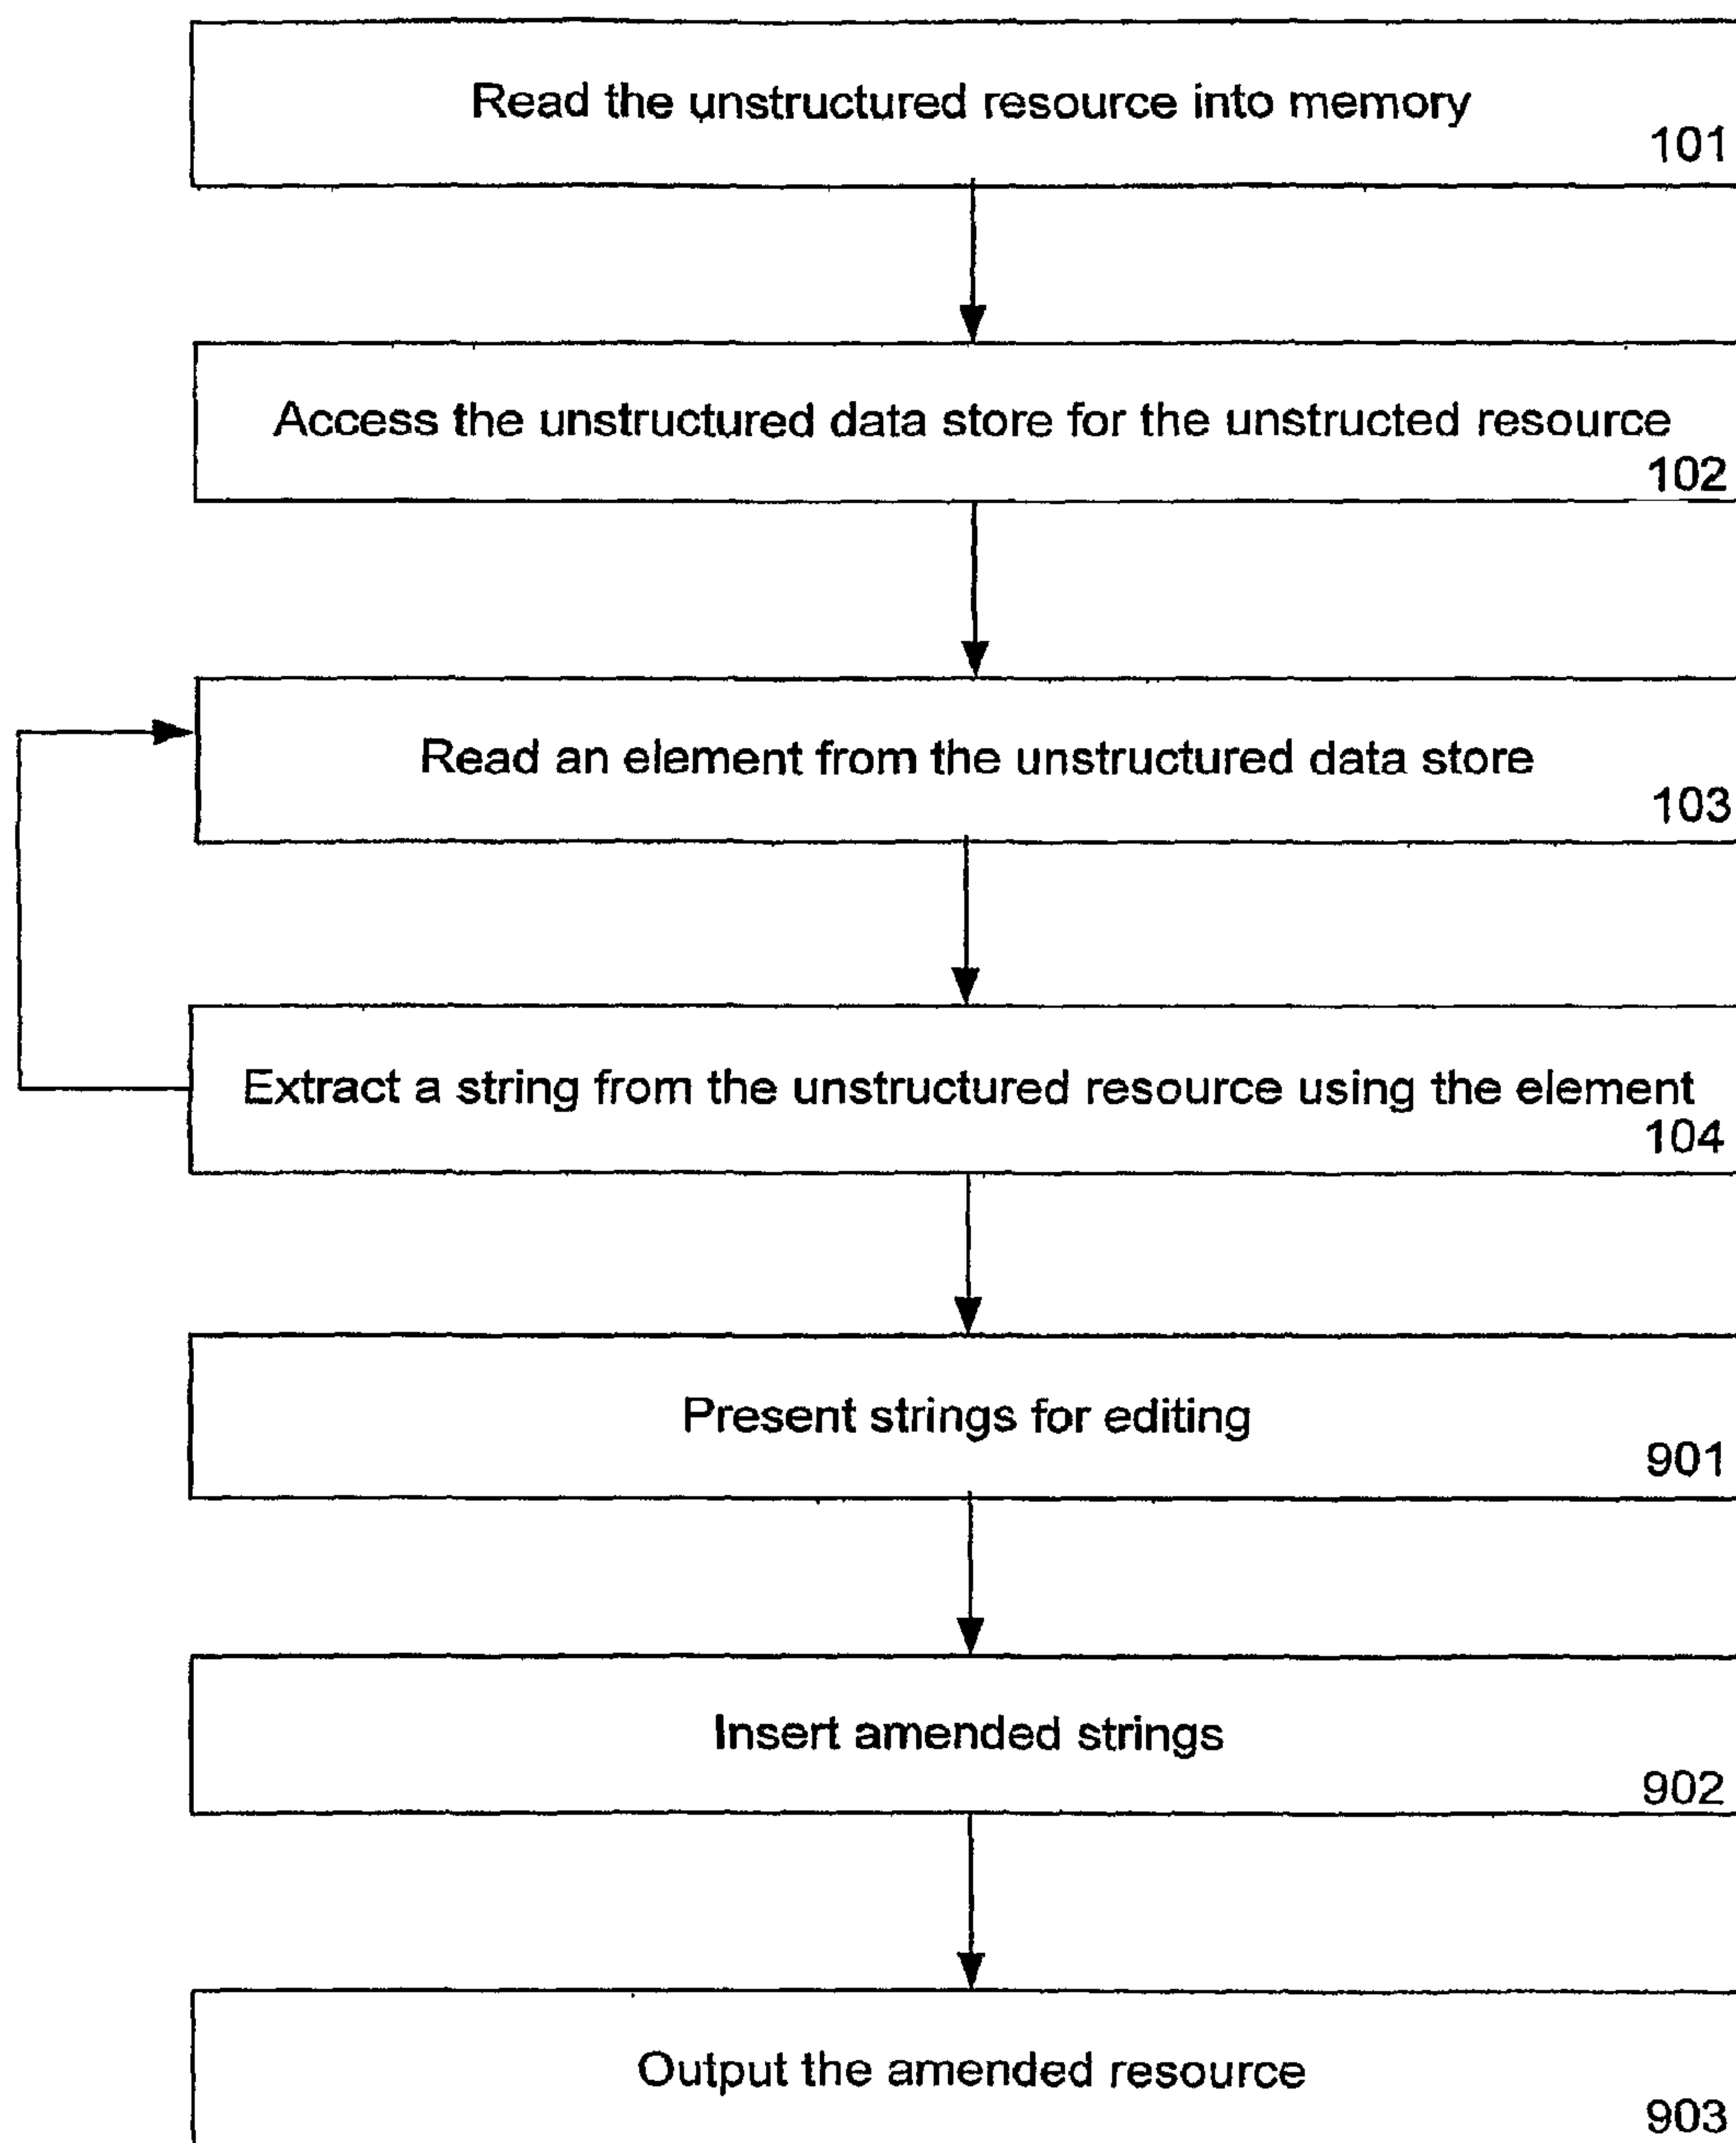 Read the unstructured resource into memory
101
Access the unstructured data store for the unstructed resource
102
Read an element from the unstructured data store
103
Extract a string from the unstructured resource using the element
104
Present strings for editing
901
Insert amended strings
902
Output the amended resource
903